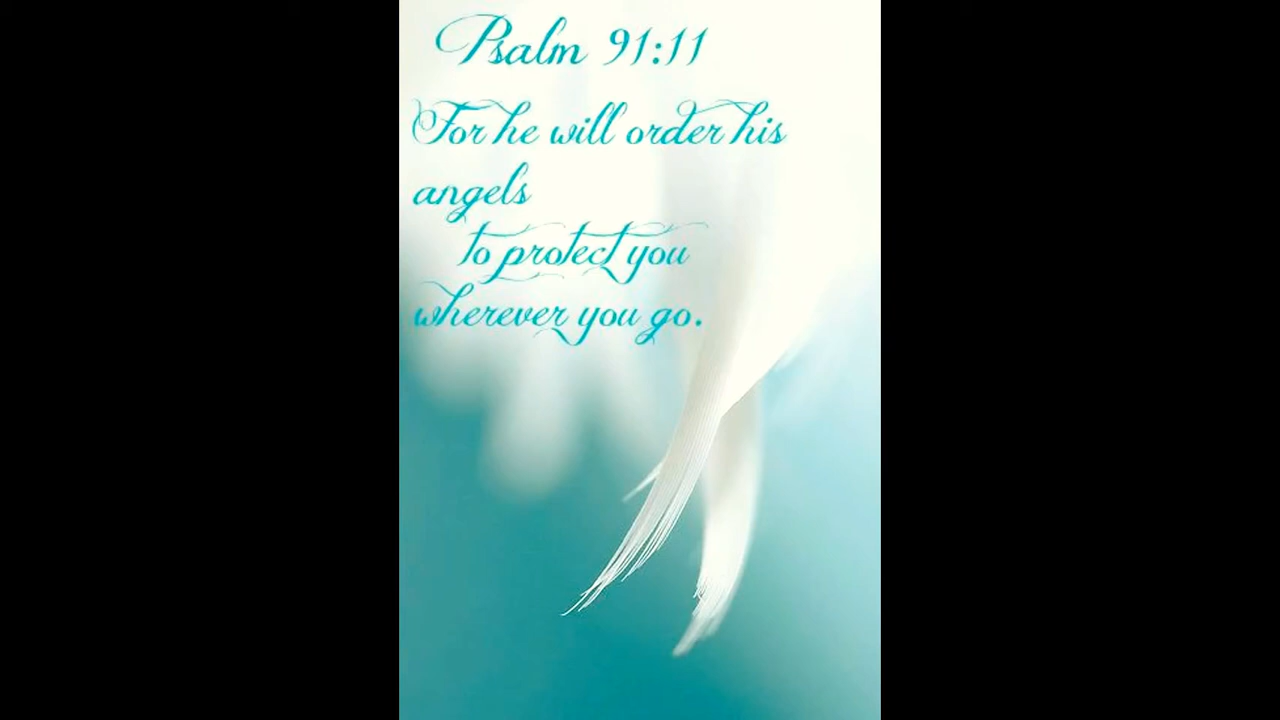 Psalm 91:11
For he will order his
angels
to protect you
wherever you go.